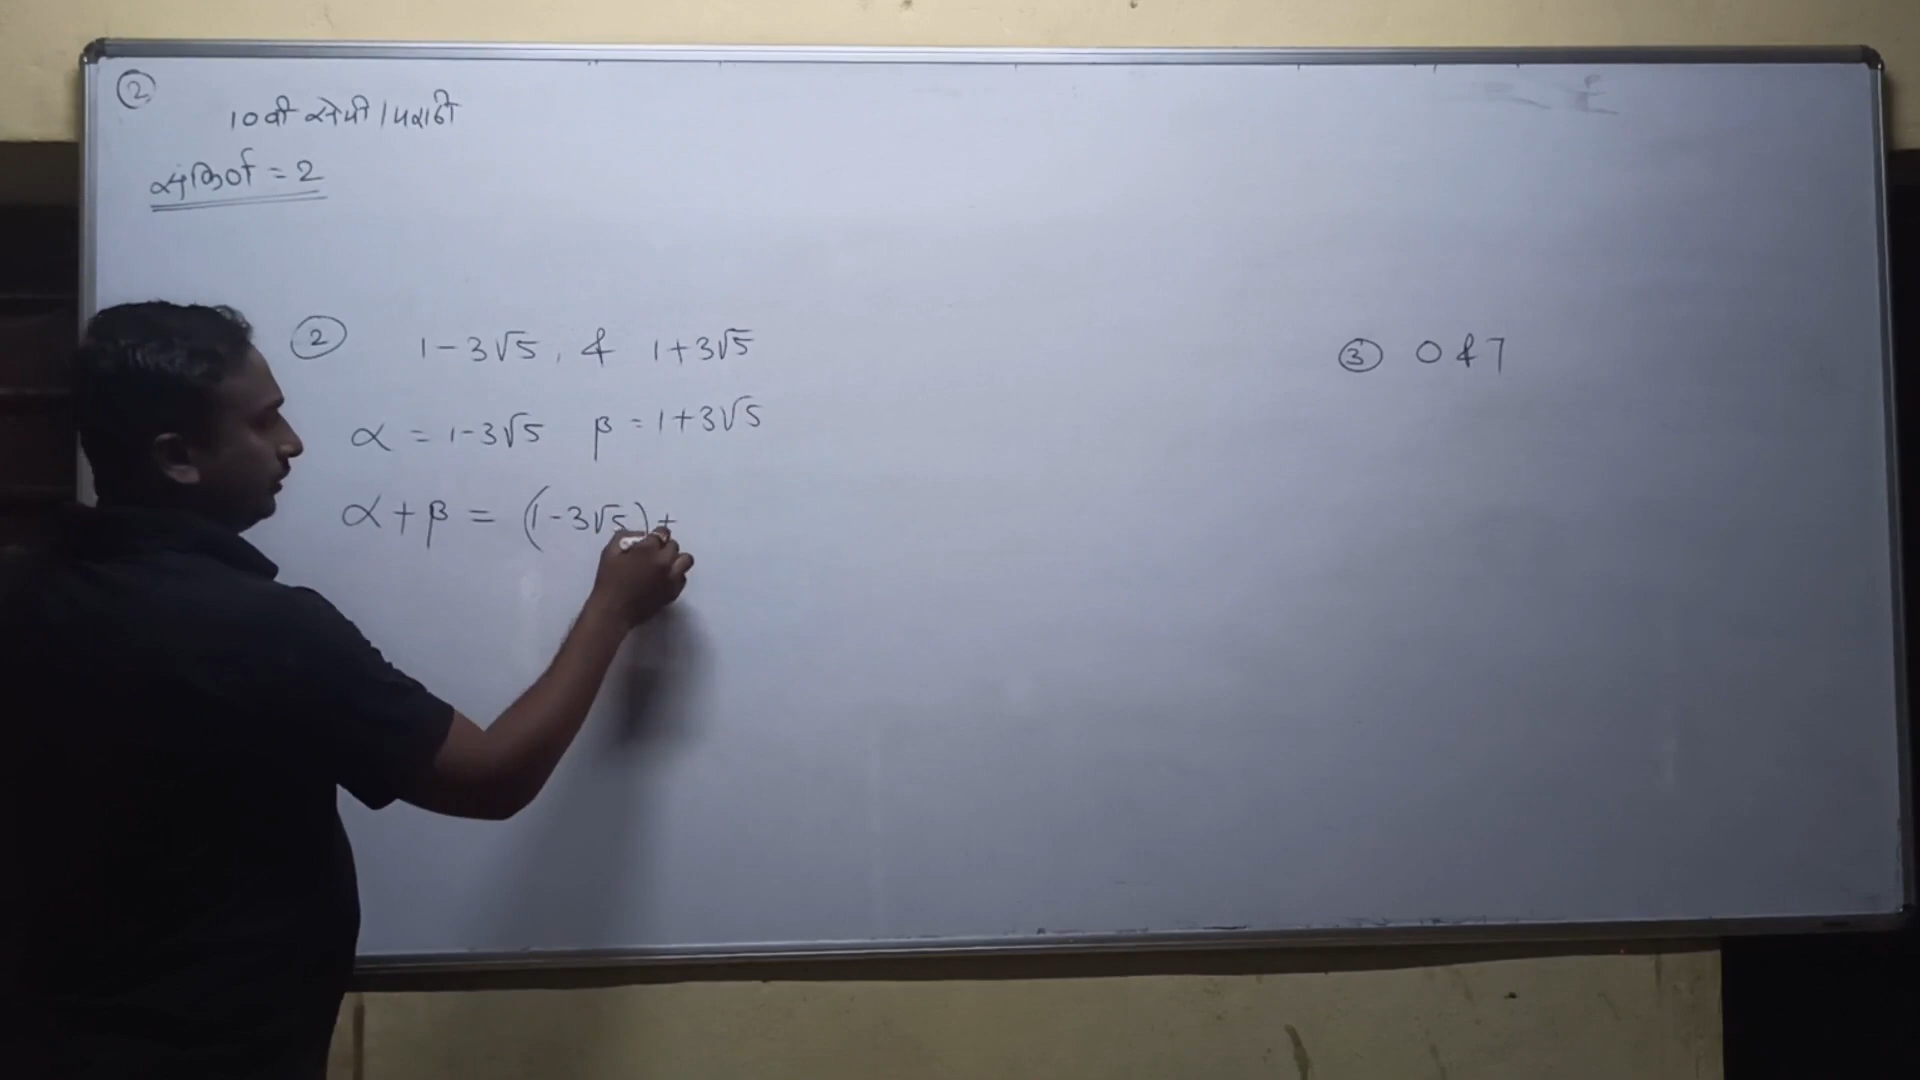 ②
10वी सेमी / मराठी
संकीर्ण = 2
② 1-3√5, & 1+3√5
③ 0 & 7
α = 1-3√5 β = 1+3√5
α+β = (1-3√5)+